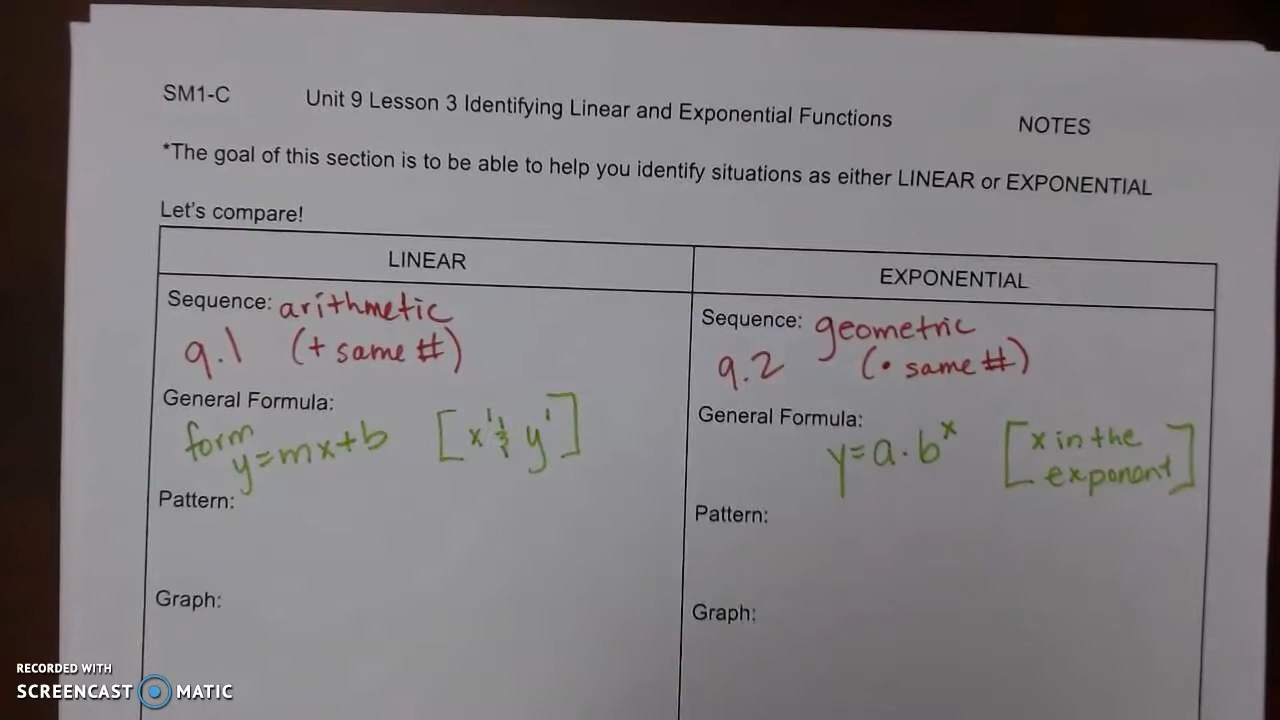 SM1-C Unit 9 Lesson 3 Identifying Linear and Exponential Functions NOTES
*The goal of this section is to be able to help you identify situations as either LINEAR or EXPONENTIAL
Let's compare!
LINEAR
Sequence: arithmetic
9.1 (+ same #)
General Formula:
form
y=mx+b [x¹ & y¹]
Pattern:
Graph:
EXPONENTIAL
Sequence: geometric
9.2 (• same #)
General Formula:
y=a·bˣ [x in the
exponent]
Pattern:
Graph:
RECORDED WITH
SCREENCAST MATIC